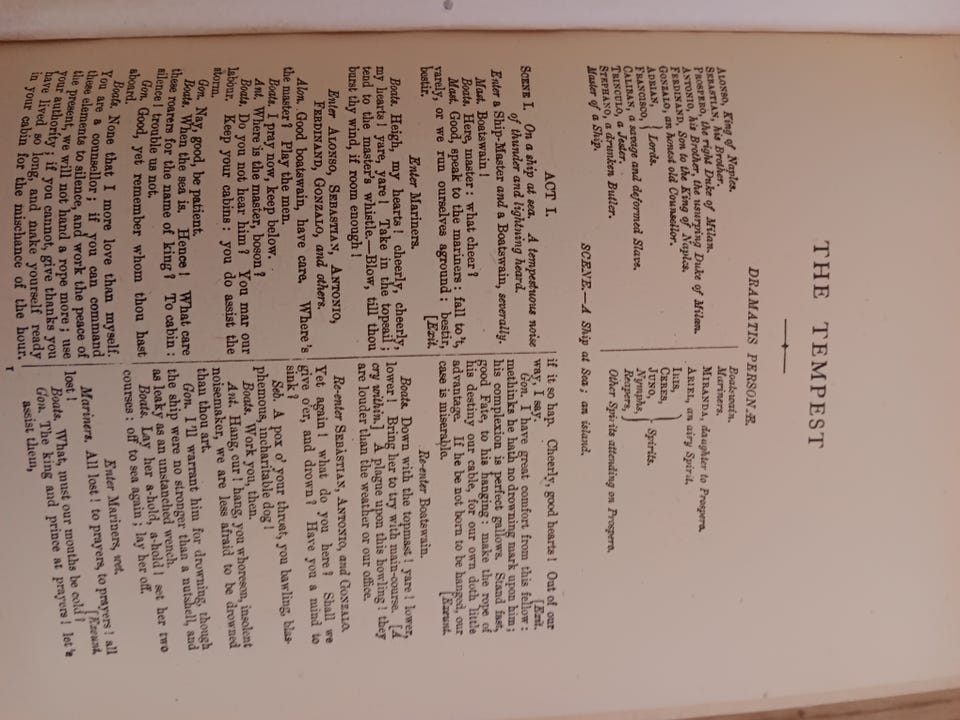 THE TEMPEST
DRAMATIS PERSONÆ.
ALONSO, King of Naples.
SEBASTIAN, his Brother.
PROSPERO, the right Duke of Milan.
ANTONIO, his Brother, the usurping Duke of Milan.
FERDINAND, Son to the King of Naples.
GONZALO, an honest old Counsellor.
ADRIAN,
FRANCISCO,
Lords.
CALIBAN, a savage and deformed Slave.
TRINCULO, a Jester.
STEPHANO, a drunken Butler.
Master of a Ship.
Boatswain.
Mariners.
MIRANDA, daughter to Prospero.
ARIEL, an airy Spirit.
IRIS,
CERES,
JUNO,
Nymphs,
Reapers,
Spirits.
Other Spirits attending on Prospero.
SCENE.—A Ship at Sea; an island.
ACT I.
SCENE I. On a ship at sea. A tempestuous noise
of thunder and lightning heard.
Enter a Ship-Master and a Boatswain, severally.
Mast. Boatswain!
Boats. Here, master: what cheer?
Mast. Good, speak to the mariners: fall to't,
yarely, or we run ourselves aground: bestir,
bestir. [Exit.
Enter Mariners.
Boats. Heigh, my hearts! cheerly, cheerly,
my hearts! yare, yare! Take in the topsail;
tend to the master's whistle.—Blow, till thou
burst thy wind, if room enough!
Enter ALONSO, SEBASTIAN, ANTONIO,
FERDINAND, GONZALO, and others.
Alon. Good boatswain, have care. Where's
the master? Play the men.
Boats. I pray now, keep below.
Ant. Where is the master, boson?
Boats. Do you not hear him? You mar our
labour. Keep your cabins: you do assist the
storm.
Gon. Nay, good, be patient.
Boats. When the sea is. Hence! What care
these roarers for the name of king? To cabin:
silence! trouble us not.
Gon. Good, yet remember whom thou hast
aboard.
Boats. None that I more love than myself.
You are a counsellor; if you can command
these elements to silence, and work the peace of
the present, we will not hand a rope more; use
your authority; if you cannot, give thanks you
have lived so long, and make yourself ready
in your cabin for the mischance of the hour,
if it so hap. Cheerly, good hearts! Out of our
way, I say. [Exit.
Gon. I have great comfort from this fellow:
methinks he hath no drowning mark upon him;
his complexion is perfect gallows. Stand fast,
good Fate, to his hanging: make the rope of
his destiny our cable, for our own doth little
advantage. If he be not born to be hanged, our
case is miserable. [Exeunt.
Re-enter Boatswain.
Boats. Down with the topmast! yare! lower,
lower! Bring her to try with main-course. [A
cry within.] A plague upon this howling! they
are louder than the weather or our office.
Re-enter SEBASTIAN, ANTONIO, and GONZALO.
Yet again! what do you here? Shall we
give o'er, and drown? Have you a mind to
sink?
Seb. A pox o' your throat, you bawling, blas-
phemous, incharitable dog!
Boats. Work you, then.
Ant. Hang, cur! hang, you whoreson, insolent
noisemaker, we are less afraid to be drowned
than thou art.
Gon. I'll warrant him for drowning, though
the ship were no stronger than a nutshell, and
as leaky as an unstanched wench.
Boats. Lay her a-hold, a-hold! set her two
courses: off to sea again; lay her off.
Enter Mariners, wet.
Mariners. All lost! to prayers, to prayers! all
lost! [Exeunt.
Boats. What, must our mouths be cold?
Gon. The king and prince at prayers! let's
assist them,
T